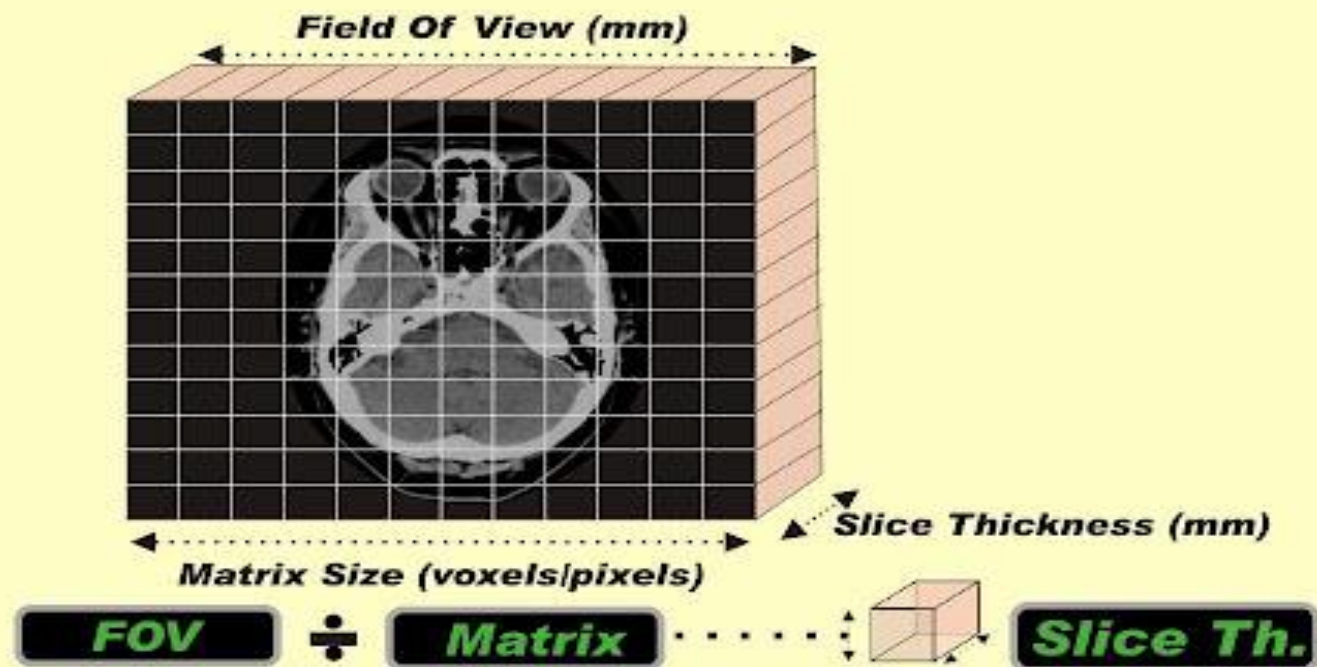 Field Of View (mm)
Slice Thickness (mm)
Matrix Size (voxels/pixels)
FOV ÷ Matrix Slice Th.